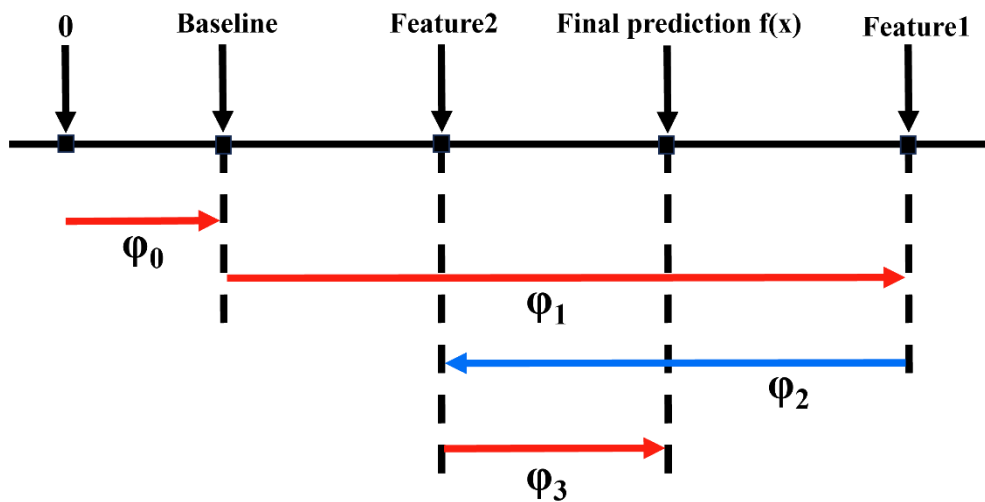 0
Baseline
Feature2
Final prediction f(x)
Feature1
φ0
φ1
φ2
φ3